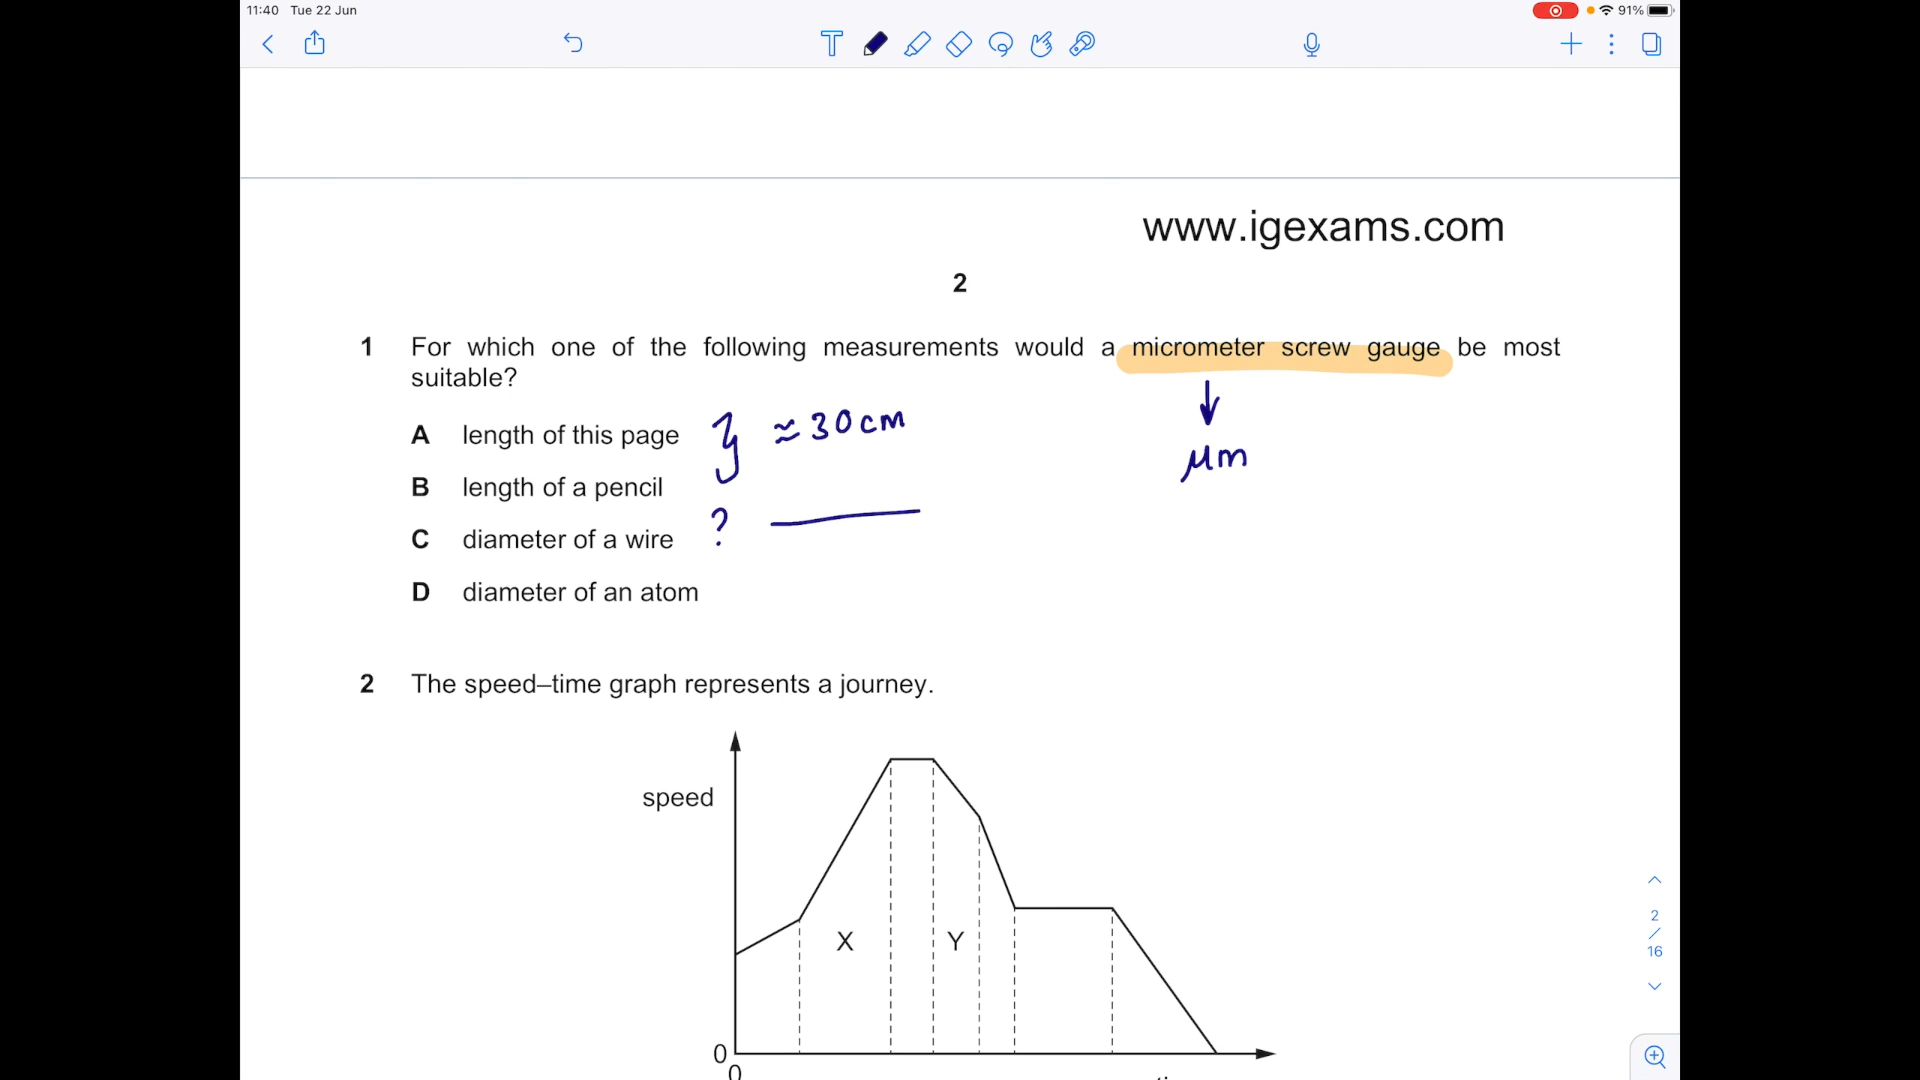 11:40 Tue 22 Jun
91%
www.igexams.com
2
1 For which one of the following measurements would a micrometer screw gauge be most
suitable?
A length of this page
≈ 30 cm
μm
B length of a pencil
C diameter of a wire ?
D diameter of an atom
2 The speed–time graph represents a journey.
speed
X Y
0
0
2
/
16